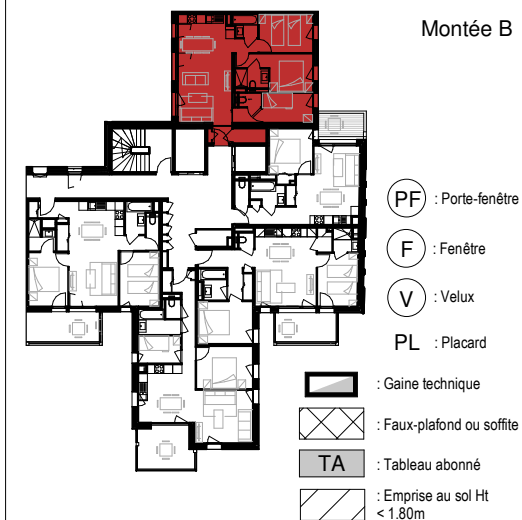 Montée B
PF : Porte-fenêtre
F : Fenêtre
V : Velux
PL : Placard
: Gaine technique
: Faux-plafond ou soffite
TA : Tableau abonné
: Emprise au sol Ht
< 1.80m